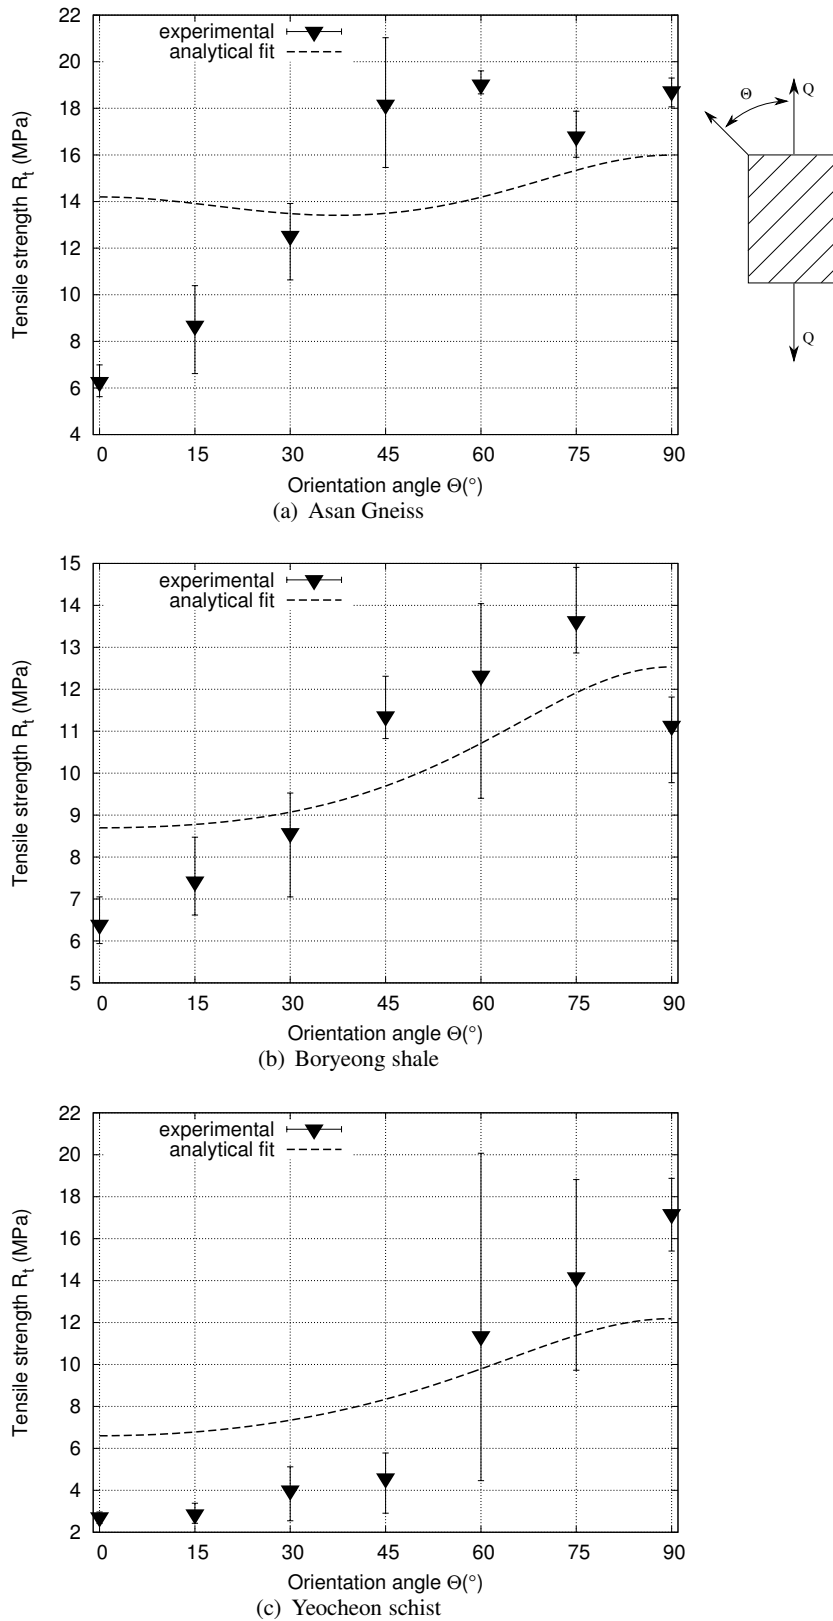 22
20
18
16
14
12
10
8
6
4
Tensile strength R_t (MPa)
experimental
analytical fit
0 15 30 45 60 75 90
Orientation angle Θ(°)
Θ
Q
Q
(a) Asan Gneiss
15
14
13
12
11
10
9
8
7
6
5
Tensile strength R_t (MPa)
experimental
analytical fit
0 15 30 45 60 75 90
Orientation angle Θ(°)
(b) Boryeong shale
22
20
18
16
14
12
10
8
6
4
2
Tensile strength R_t (MPa)
experimental
analytical fit
0 15 30 45 60 75 90
Orientation angle Θ(°)
(c) Yeocheon schist